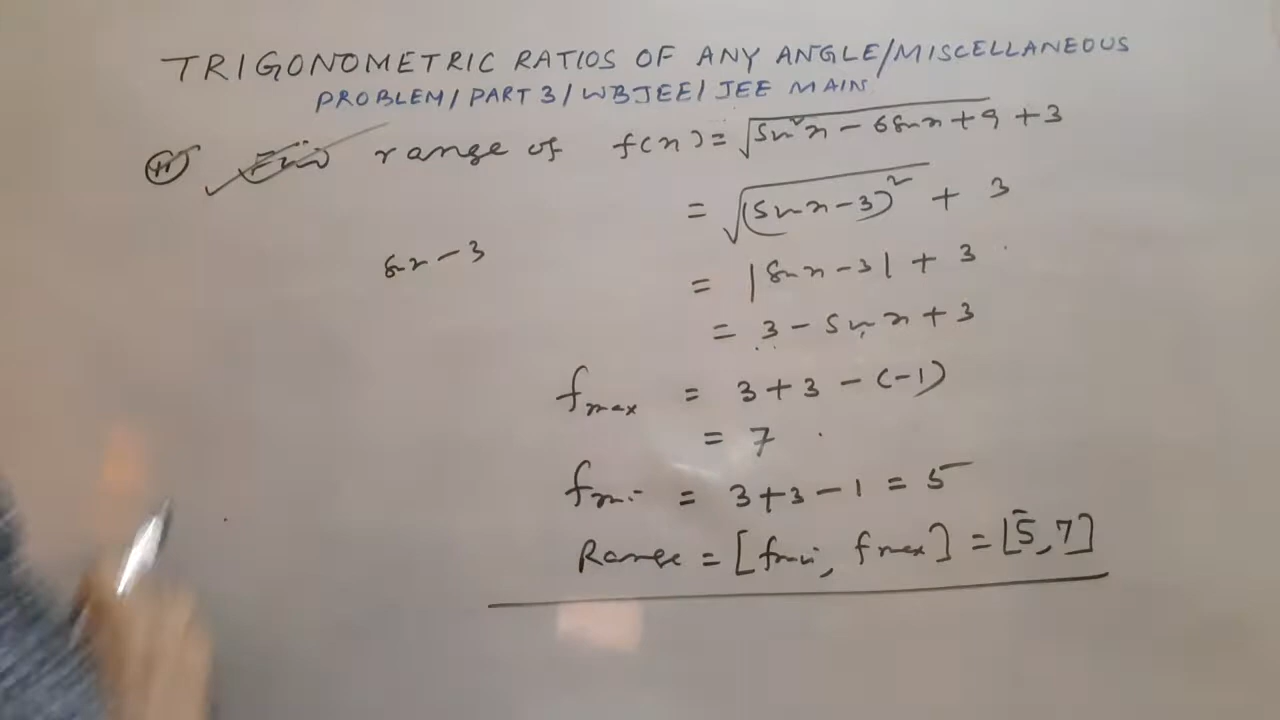 TRIGONOMETRIC RATIOS OF ANY ANGLE/MISCELLANEOUS
PROBLEM/PART 3/WBJEE/JEE MAIN
Find range of f(x) = √(sin²x - 6sinx + 9) + 3
= √((sinx - 3)²) + 3
sinx - 3
= |sinx - 3| + 3
= 3 - sinx + 3
fmax = 3 + 3 - (-1)
= 7
fmin = 3 + 3 - 1 = 5
Range = [fmin, fmax] = [5, 7]